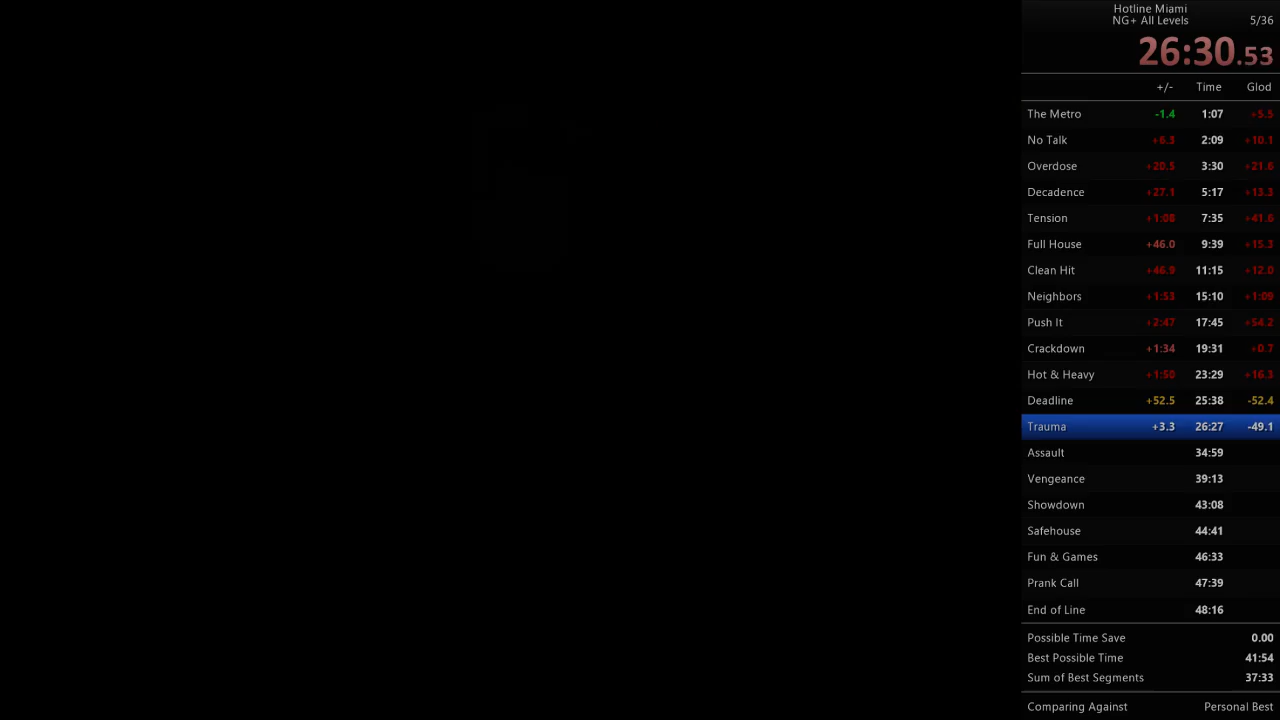 Hotline Miami
NG+ All Levels 5/36
26:30.53
+/- Time Glod
The Metro -1.4 1:07 +5.5
No Talk +6.3 2:09 +10.1
Overdose +20.5 3:30 +21.6
Decadence +27.1 5:17 +13.3
Tension +1:08 7:35 +41.6
Full House +46.0 9:39 +15.3
Clean Hit +46.9 11:15 +12.0
Neighbors +1:53 15:10 +1:09
Push It +2:47 17:45 +54.2
Crackdown +1:34 19:31 +0.7
Hot & Heavy +1:50 23:29 +16.3
Deadline +52.5 25:38 -52.4
Trauma +3.3 26:27 -49.1
Assault 34:59
Vengeance 39:13
Showdown 43:08
Safehouse 44:41
Fun & Games 46:33
Prank Call 47:39
End of Line 48:16
Possible Time Save 0.00
Best Possible Time 41:54
Sum of Best Segments 37:33
Comparing Against Personal Best